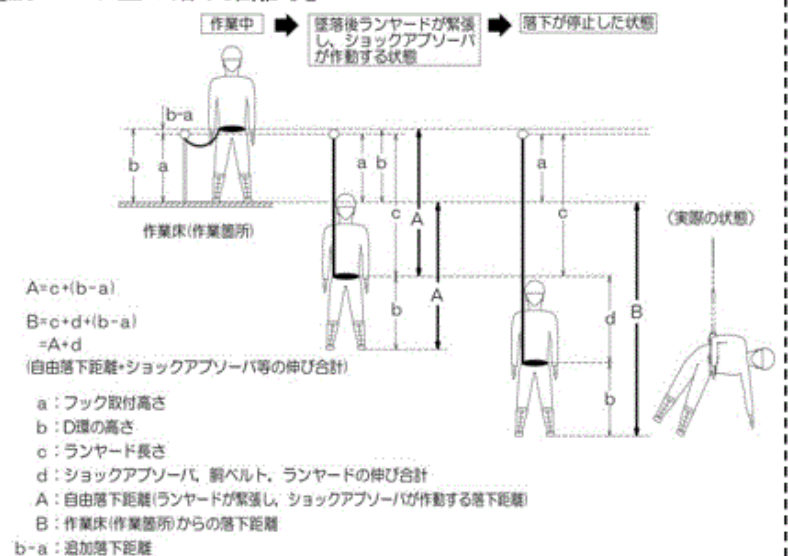 作業中
墜落後ランヤードが緊張
し、ショックアブソーバ
が作動する状態
落下が停止した状態
b-a
b
a
a
b
c
A
A
b
a
c
d
B
b
作業床(作業箇所)
(実際の状態)
A=c+(b-a)
B=c+d+(b-a)
=A+d
(自由落下距離+ショックアブソーバ等の伸び合計)
a:フック取付高さ
b:D環の高さ
c:ランヤード長さ
d:ショックアブソーバ, 胴ベルト, ランヤードの伸び合計
A:自由落下距離(ランヤードが緊張し, ショックアブソーバが作動する落下距離)
B:作業床(作業箇所)からの落下距離
b-a:追加落下距離